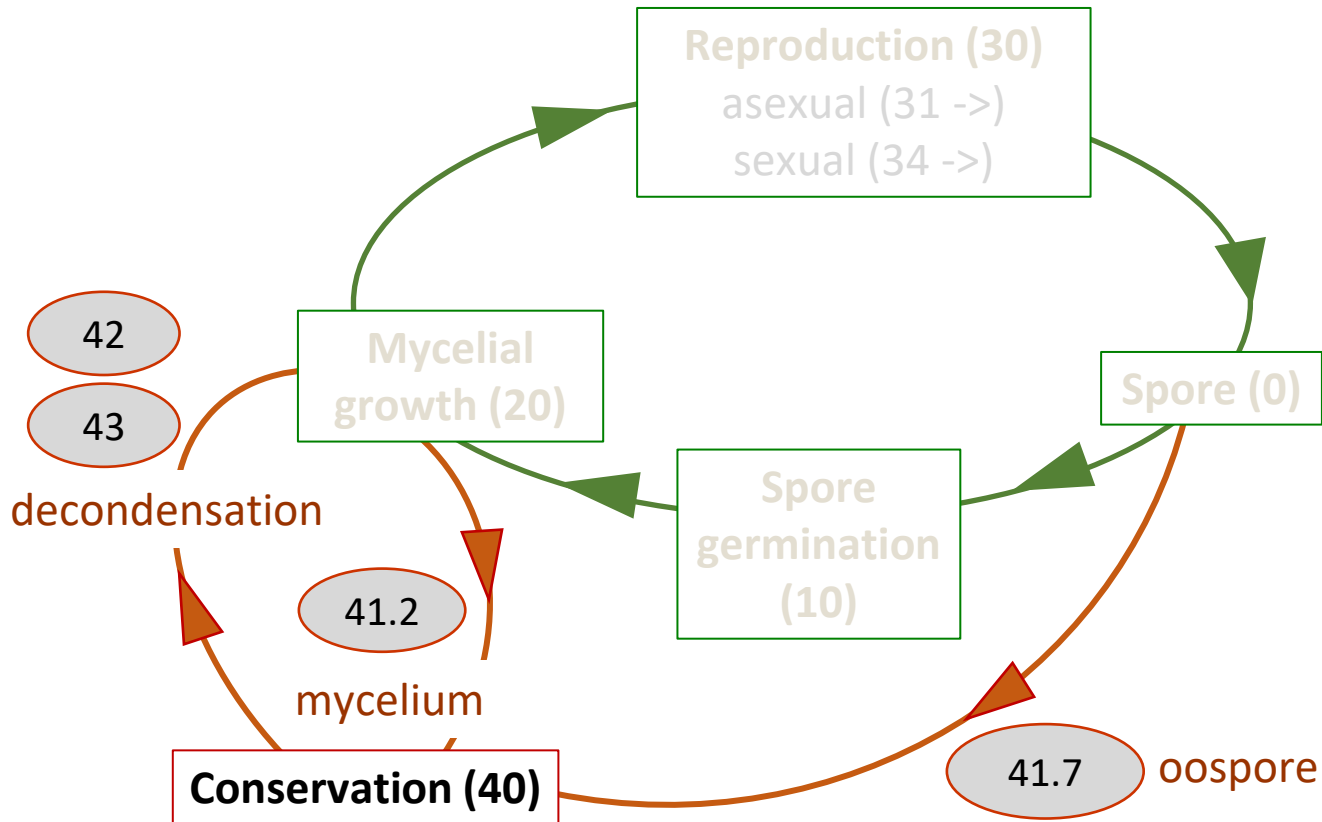 Reproduction (30)
asexual (31 ->)
sexual (34 ->)
42
Mycelial
growth (20)
Spore (0)
43
decondensation
Spore
germination
(10)
41.2
mycelium
Conservation (40)
41.7
oospore